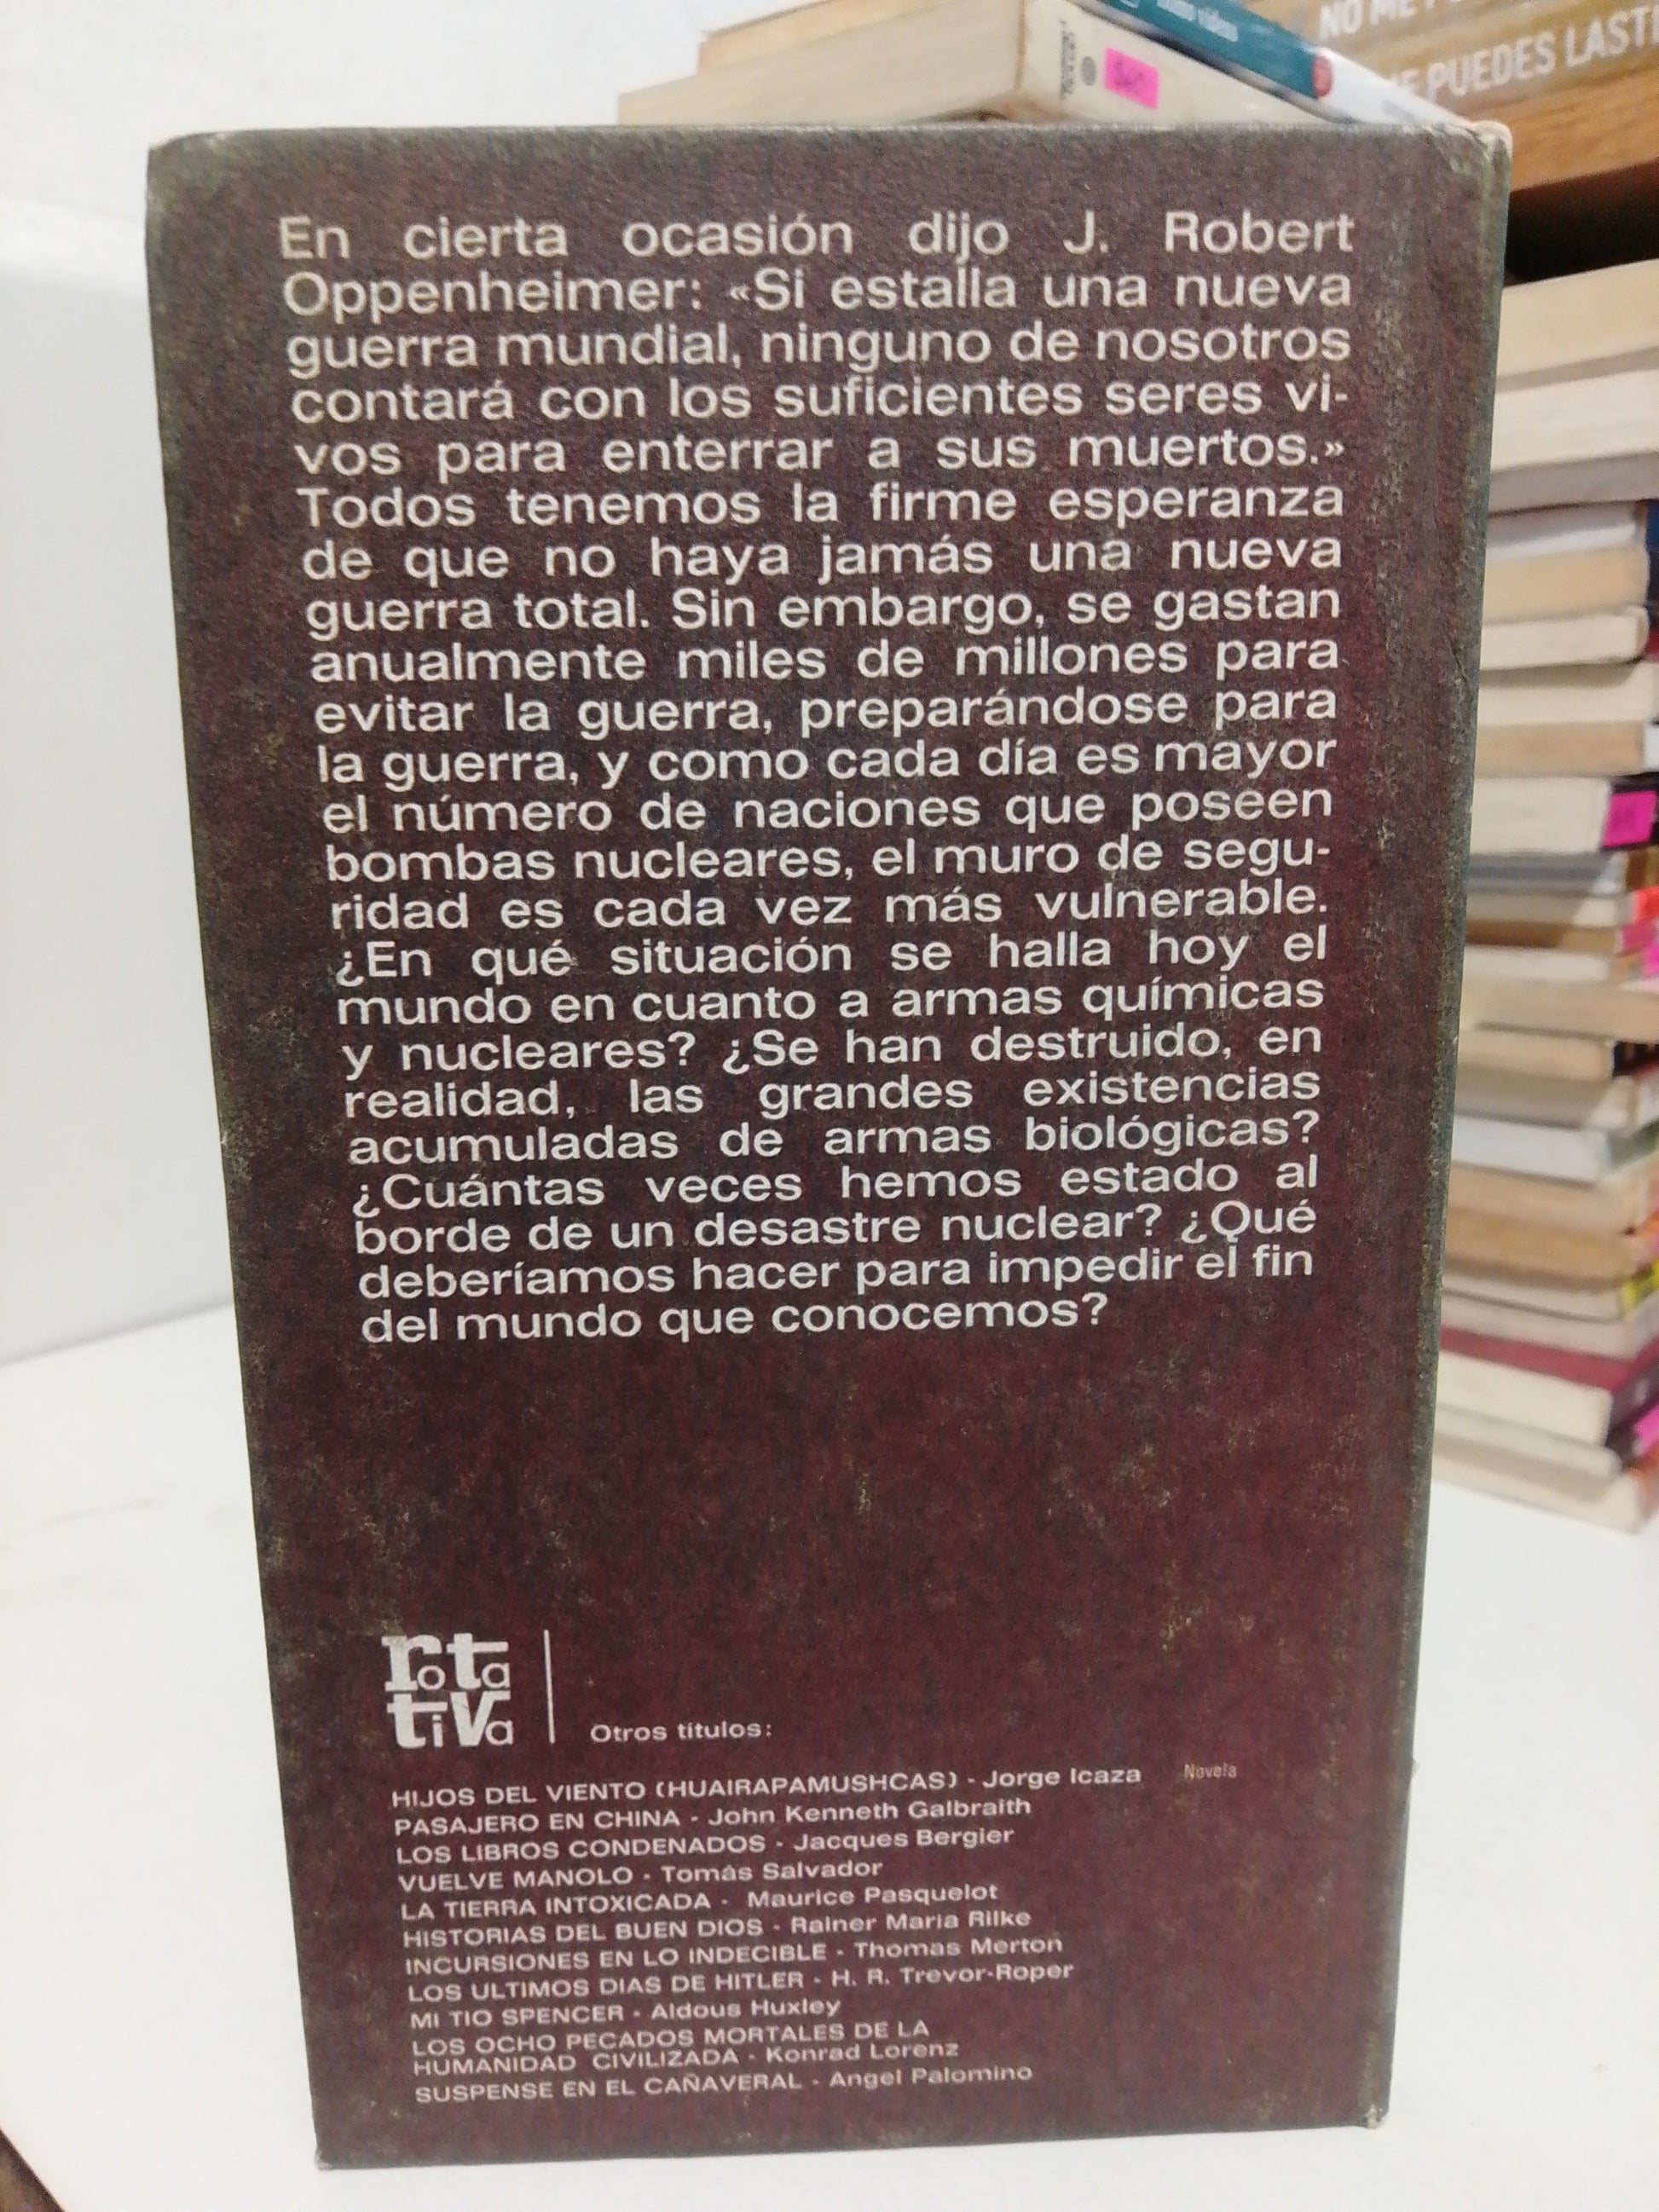 NO ME
PUEDES LASTI
En cierta ocasión dijo J. Robert
Oppenheimer: «Si estalla una nueva
guerra mundial, ninguno de nosotros
contará con los suficientes seres vi-
vos para enterrar a sus muertos.»
Todos tenemos la firme esperanza
de que no haya jamás una nueva
guerra total. Sin embargo, se gastan
anualmente miles de millones para
evitar la guerra, preparándose para
la guerra, y como cada día es mayor
el número de naciones que poseen
bombas nucleares, el muro de segu-
ridad es cada vez más vulnerable.
¿En qué situación se halla hoy el
mundo en cuanto a armas químicas
y nucleares? ¿Se han destruido, en
realidad, las grandes existencias
acumuladas de armas biológicas?
¿Cuántas veces hemos estado al
borde de un desastre nuclear? ¿Qué
deberíamos hacer para impedir el fin
del mundo que conocemos?
rota
tiva
Otros títulos:
HIJOS DEL VIENTO (HUAIRAPAMUSHCAS) - Jorge Icaza Novela
PASAJERO EN CHINA - John Kenneth Galbraith
LOS LIBROS CONDENADOS - Jacques Bergier
VUELVE MANOLO - Tomás Salvador
LA TIERRA INTOXICADA - Maurice Pasquelot
HISTORIAS DEL BUEN DIOS - Rainer Maria Rilke
INCURSIONES EN LO INDECIBLE - Thomas Merton
LOS ULTIMOS DIAS DE HITLER - H. R. Trevor-Roper
MI TIO SPENCER - Aldous Huxley
LOS OCHO PECADOS MORTALES DE LA
HUMANIDAD CIVILIZADA - Konrad Lorenz
SUSPENSE EN EL CAÑAVERAL - Angel Palomino